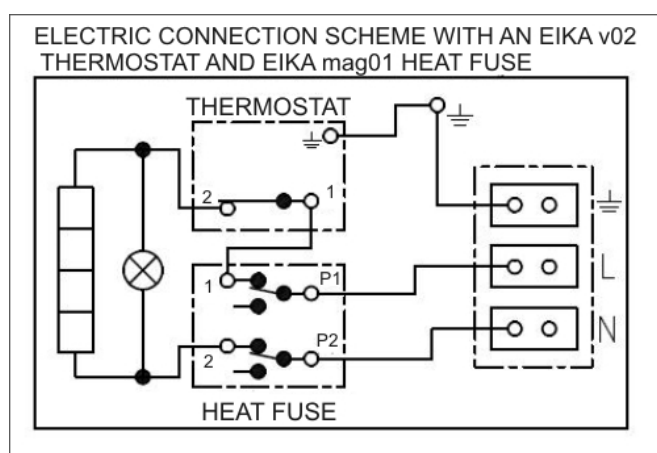 ELECTRIC CONNECTION SCHEME WITH AN EIKA v02
THERMOSTAT AND EIKA mag01 HEAT FUSE
THERMOSTAT
2
1
1
P1
L
2
P2
N
HEAT FUSE